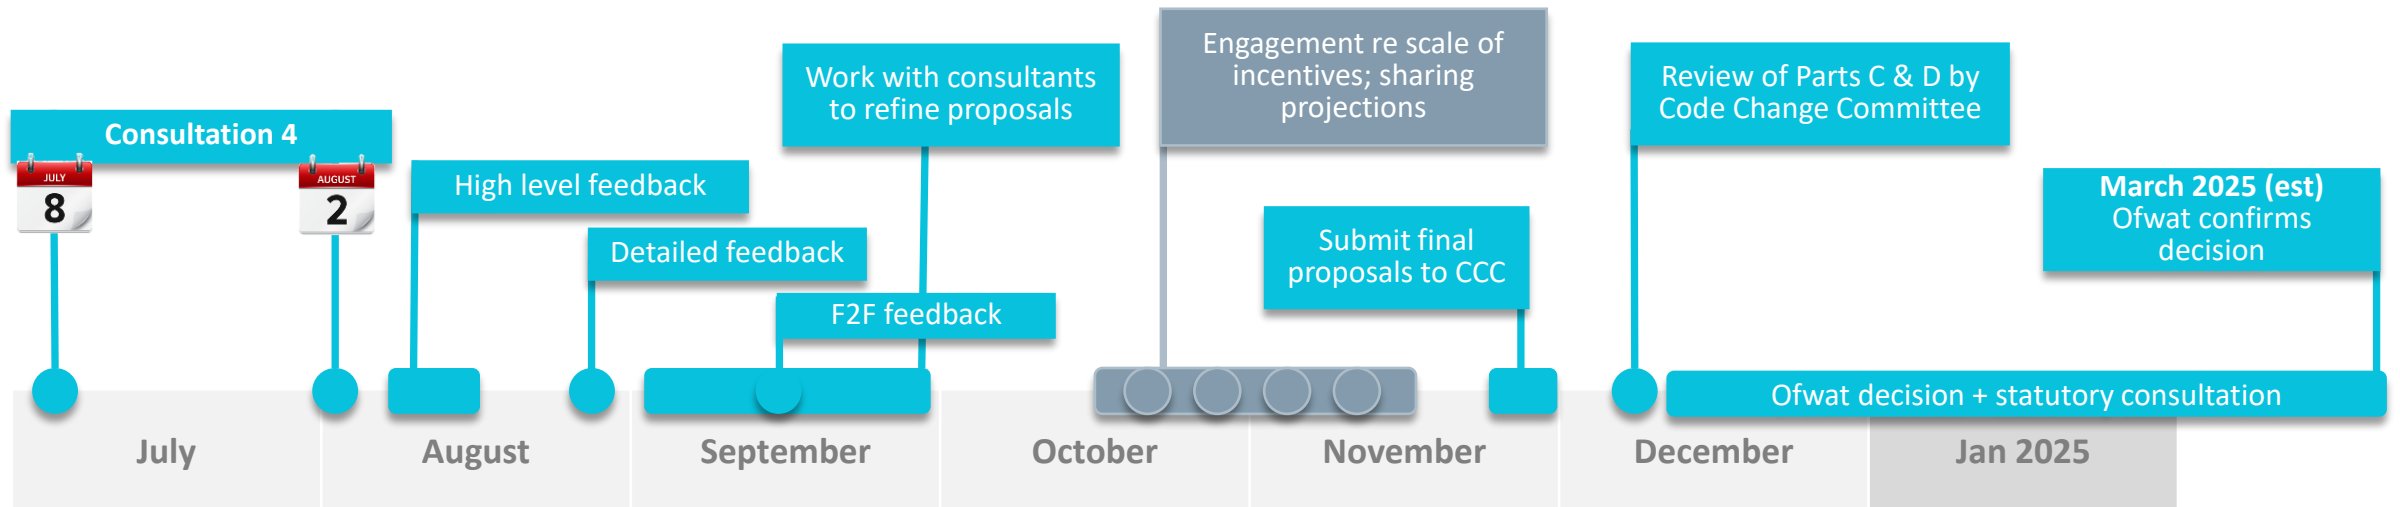 Consultation 4
JULY
8
AUGUST
2
High level feedback
Detailed feedback
Work with consultants
to refine proposals
F2F feedback
Engagement re scale of
incentives; sharing
projections
Submit final
proposals to CCC
Review of Parts C & D by
Code Change Committee
March 2025 (est)
Ofwat confirms
decision
Ofwat decision + statutory consultation
July
August
September
October
November
December
Jan 2025